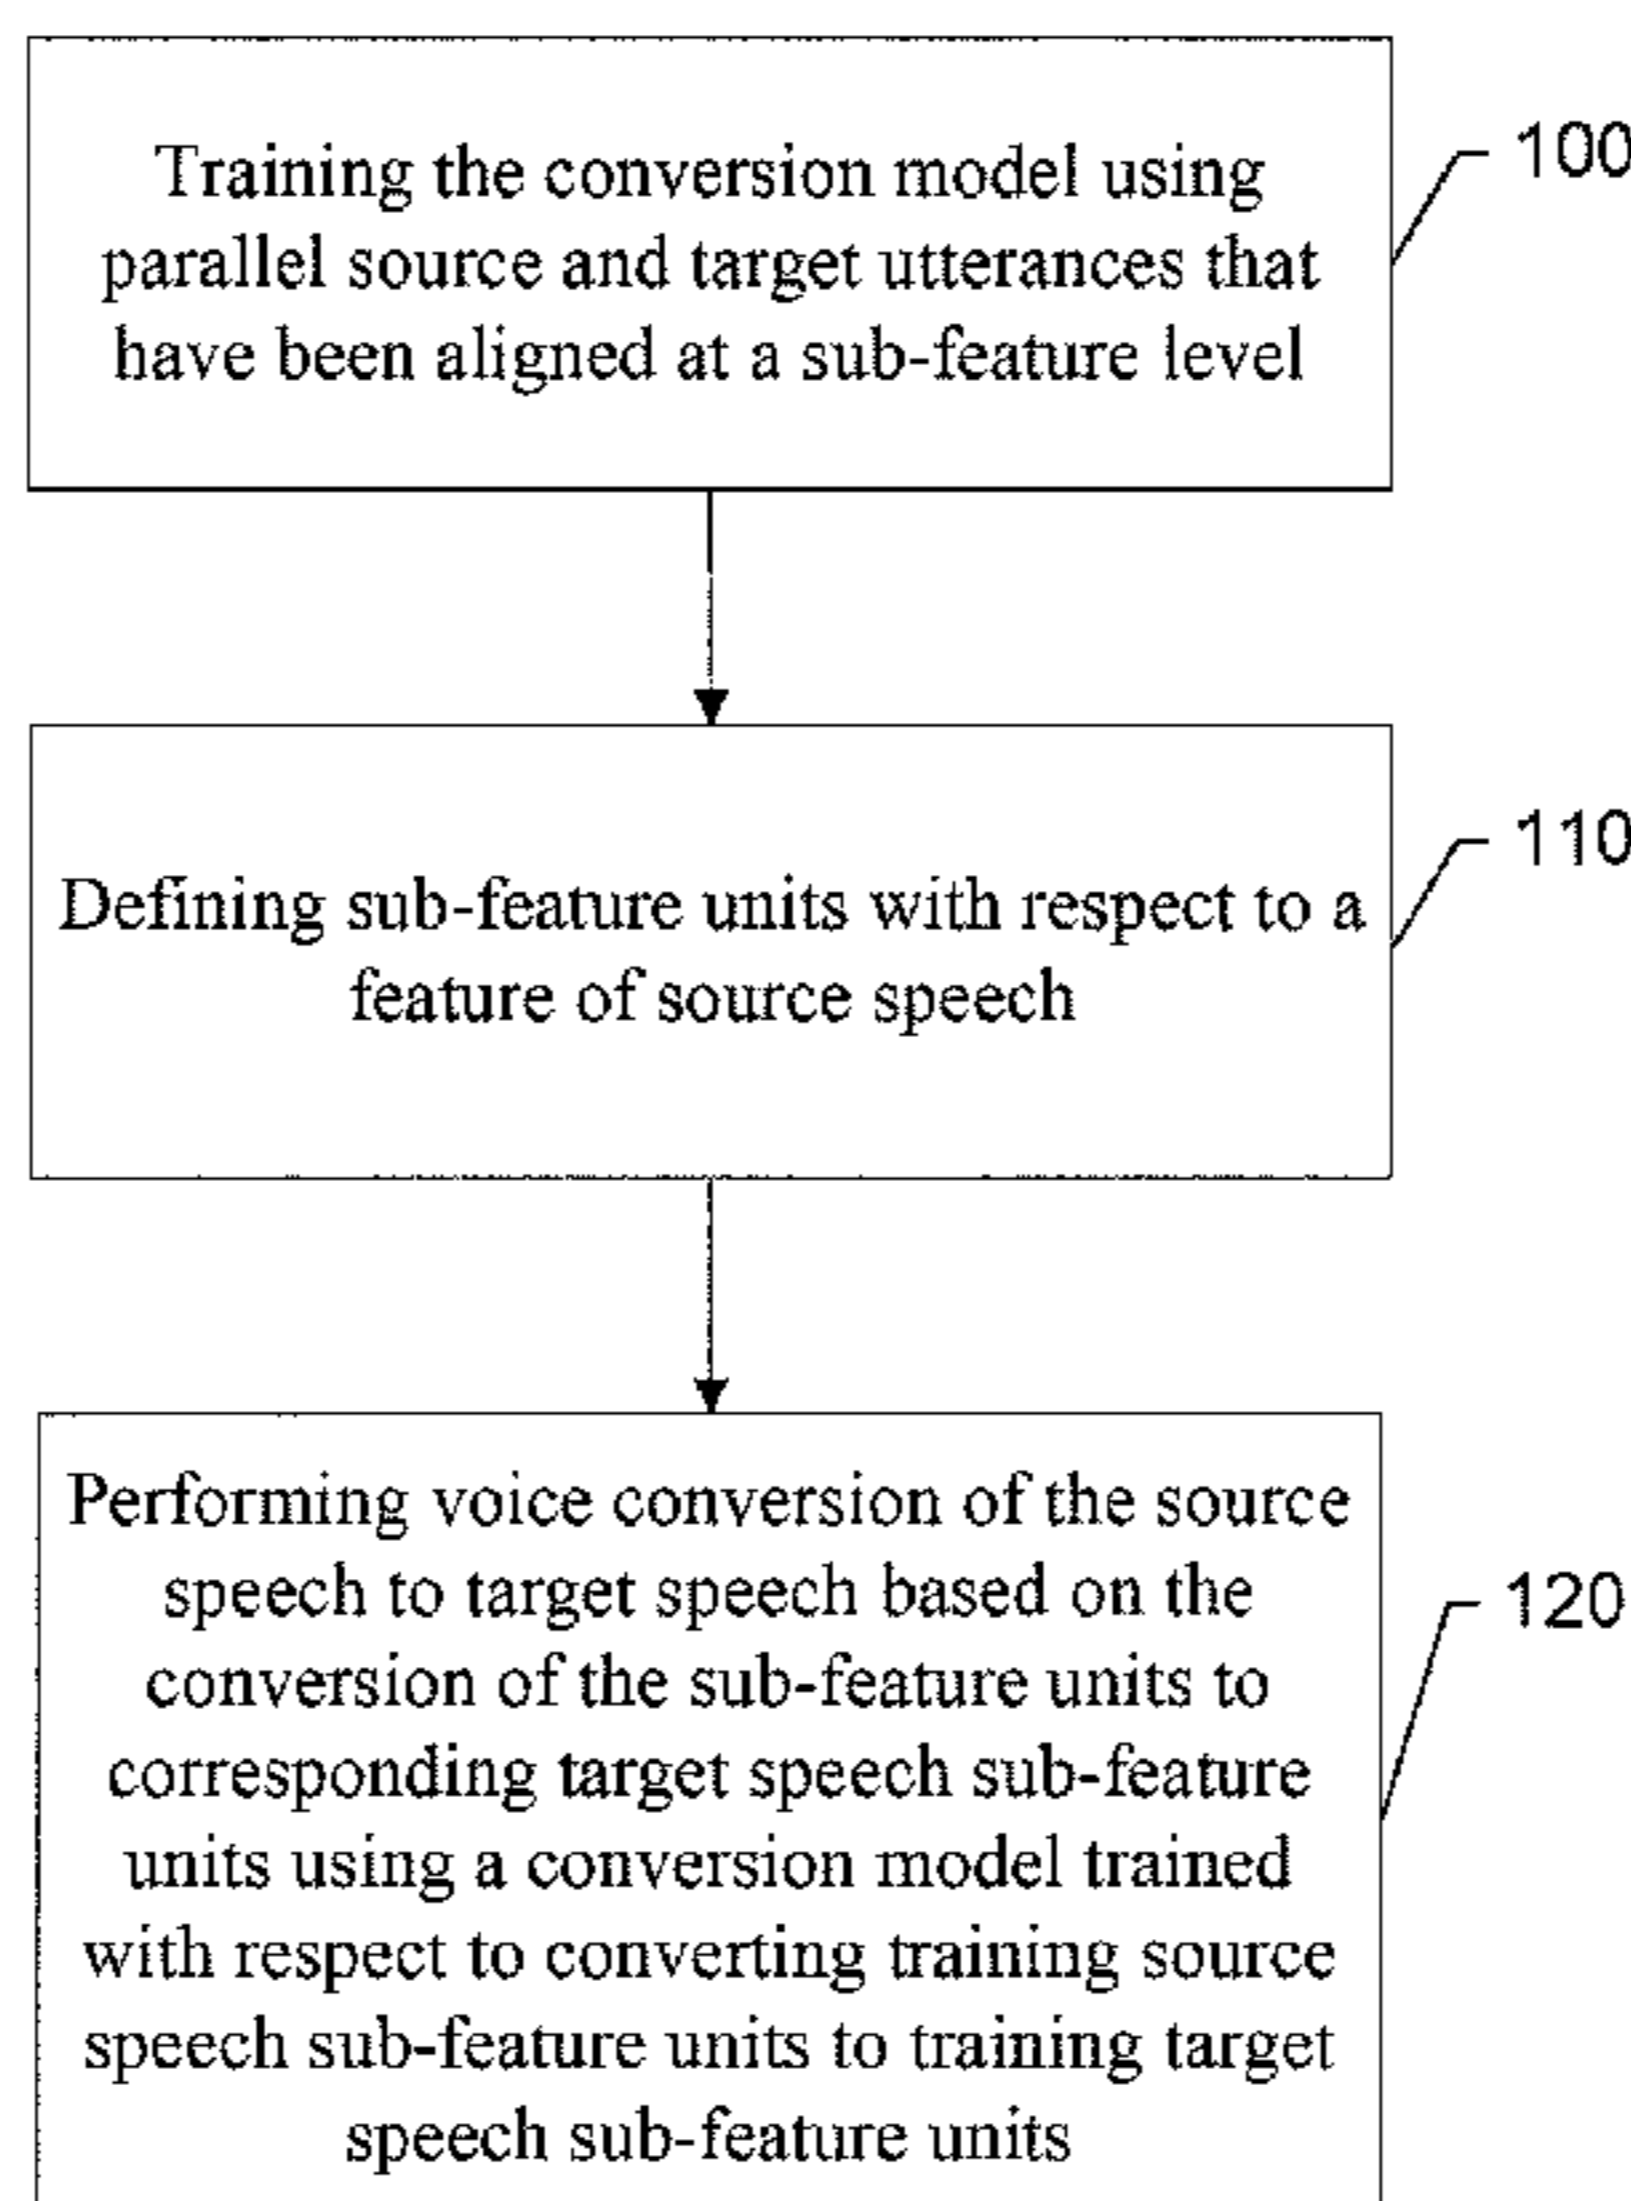 Training the conversion model using
parallel source and target utterances that
have been aligned at a sub-feature level
100
Defining sub-feature units with respect to a
feature of source speech
110
Performing voice conversion of the source
speech to target speech based on the
conversion of the sub-feature units to
corresponding target speech sub-feature
units using a conversion model trained
with respect to converting training source
speech sub-feature units to training target
speech sub-feature units
120